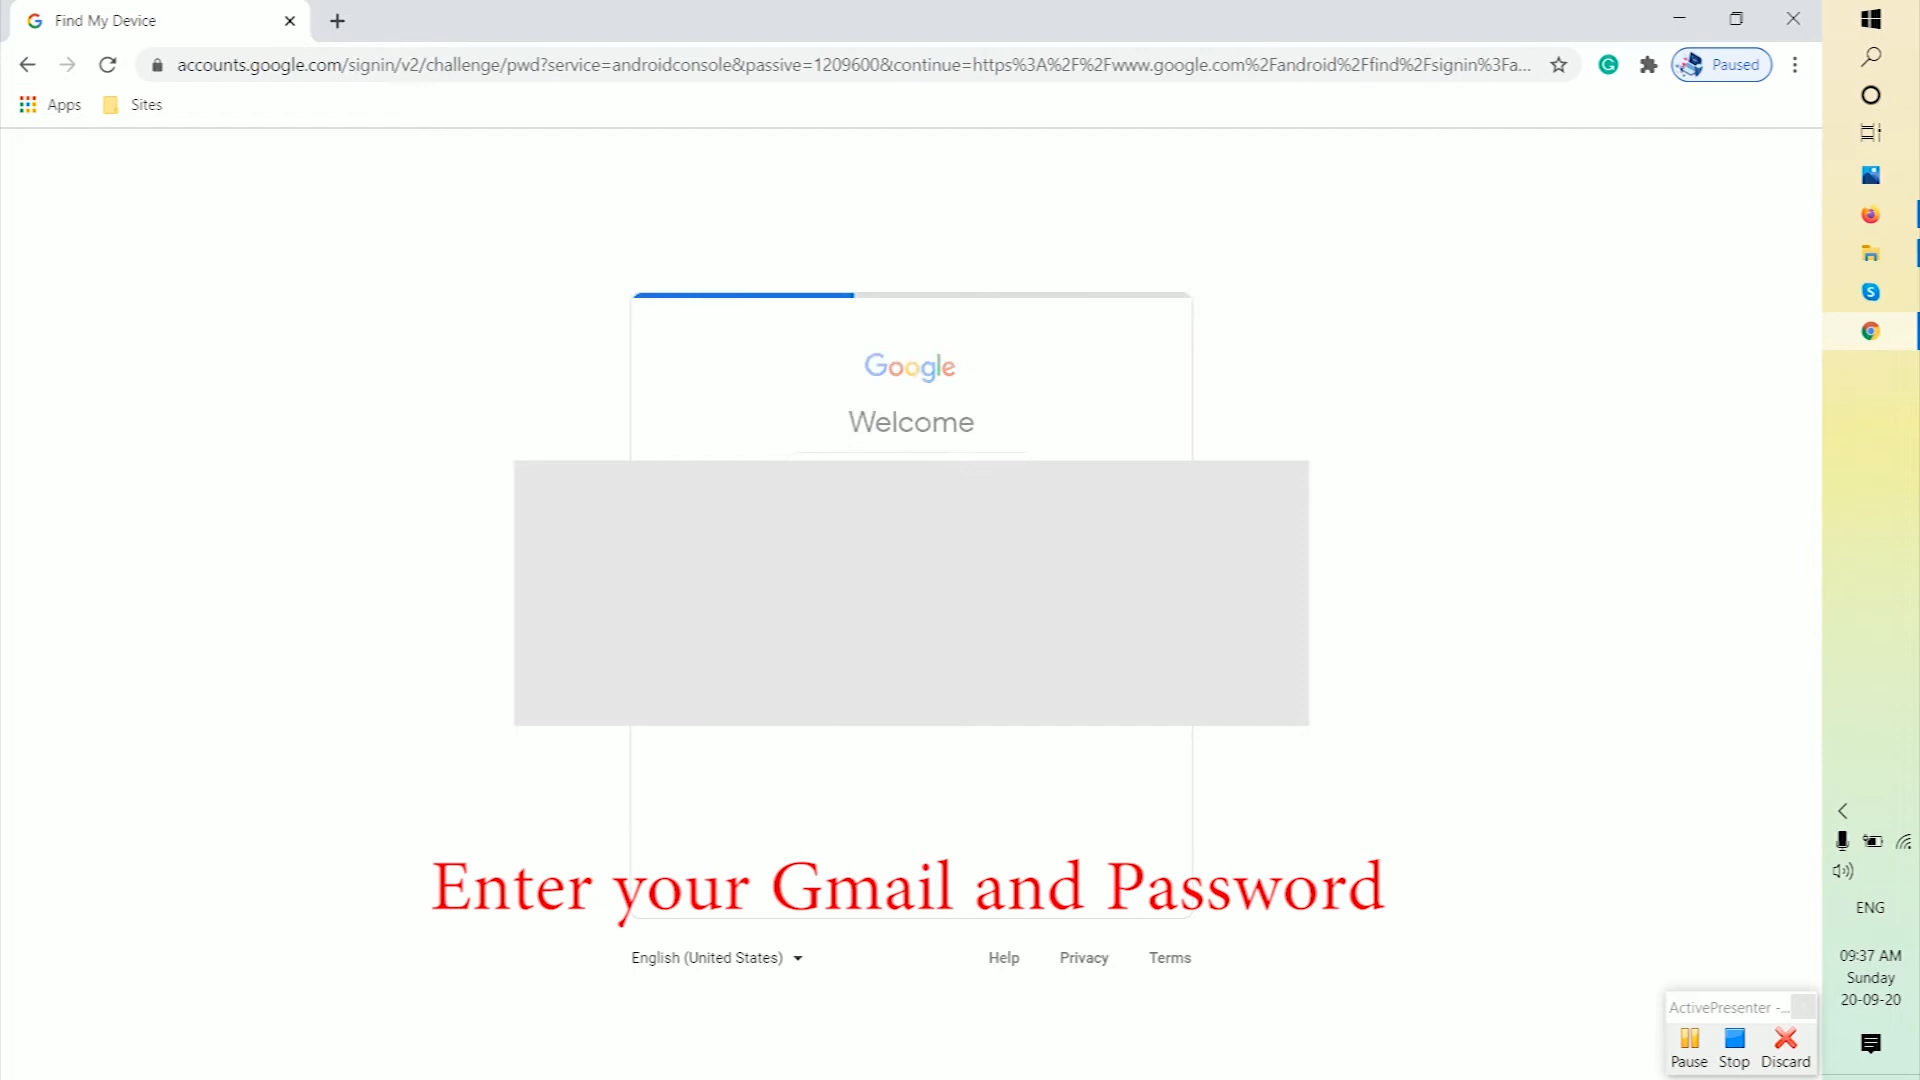 Find My Device
accounts.google.com/signin/v2/challenge/pwd?service=androidconsole&passive=1209600&continue=https%3A%2F%2Fwww.google.com%2Fandroid%2Ffind%2Fsignin%3Fa...
Paused
Apps
Sites
Google
Welcome
Enter your Gmail and Password
English (United States)
Help
Privacy
Terms
ENG
09:37 AM
Sunday
20-09-20
ActivePresenter -...
Pause
Stop
Discard